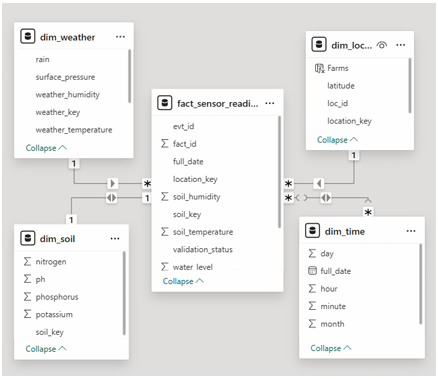 dim_weather
rain
surface_pressure
weather_humidity
weather_key
weather_temperature
Collapse
dim_loc...
Farms
latitude
loc_id
location_key
Collapse
fact_sensor_readi...
evt_id
fact_id
full_date
location_key
soil_humidity
soil_key
soil_temperature
validation_status
water level
Collapse
1
1
*
*
1
1
*
*
dim_soil
nitrogen
ph
phosphorus
potassium
soil_key
Collapse
dim_time
day
full_date
hour
minute
month
Collapse